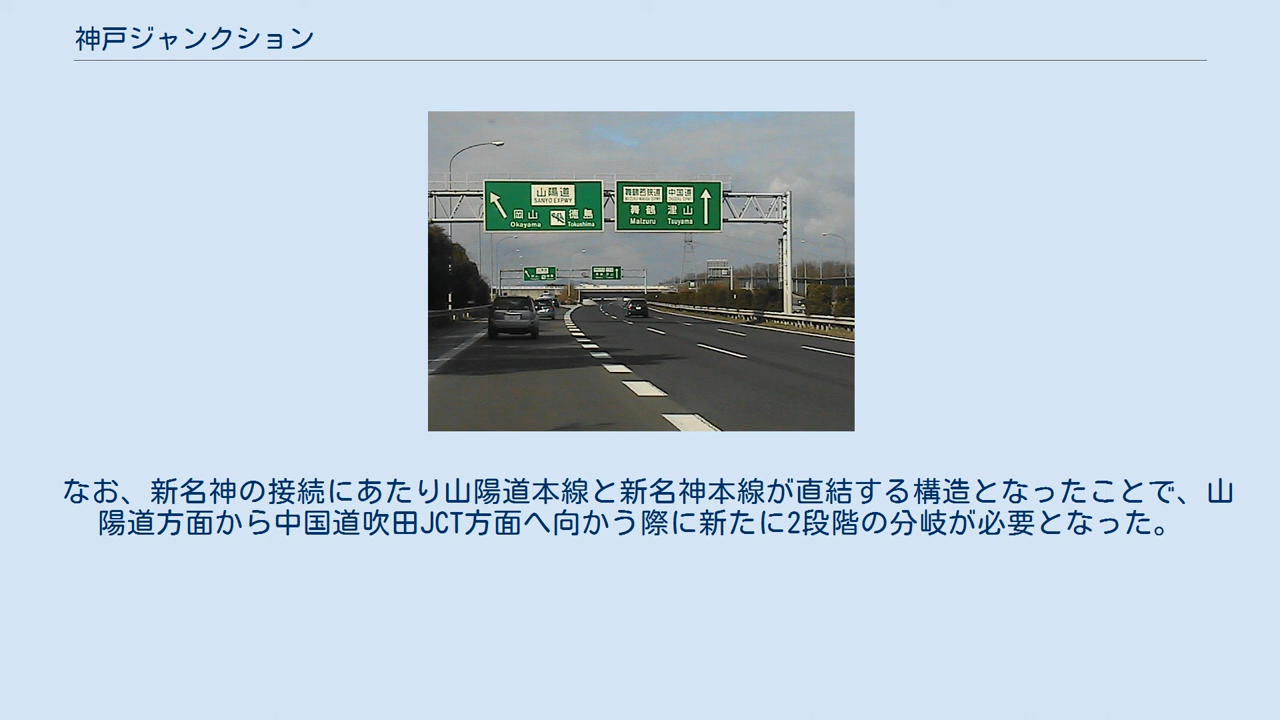 神戸ジャンクション
山陽道
SANYO EXPWY
岡山 徳島
Okayama Tokushima
舞鶴若狭道 中国道
舞鶴 津山
Maizuru Tsuyama
なお、新名神の接続にあたり山陽道本線と新名神本線が直結する構造となったことで、山
陽道方面から中国道吹田JCT方面へ向かう際に新たに2段階の分岐が必要となった。